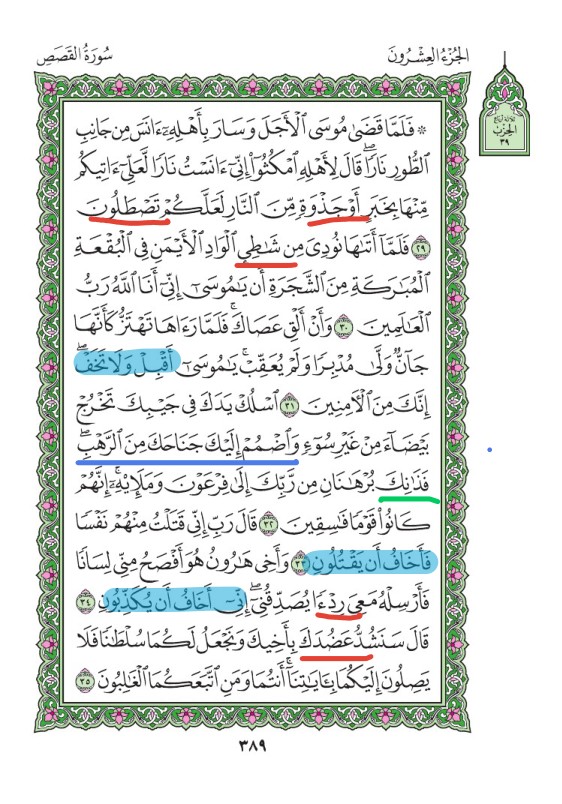 سُورَةُ القَصَصِ
الجُزْءُ العِشْرُونَ
ثلاثة أرباع
الحِزْبِ
٣٩
۞ فَلَمَّا قَضَىٰ مُوسَى ٱلْأَجَلَ وَسَارَ بِأَهْلِهِۦٓ ءَانَسَ مِن جَانِبِ
ٱلطُّورِ نَارًاۖ قَالَ لِأَهْلِهِ ٱمْكُثُوٓا۟ إِنِّىٓ ءَانَسْتُ نَارًا لَّعَلِّىٓ ءَاتِيكُم
مِّنْهَا بِخَبَرٍ أَوْ جَذْوَةٍ مِّنَ ٱلنَّارِ لَعَلَّكُمْ تَصْطَلُونَ
٢٩ فَلَمَّآ أَتَىٰهَا نُودِىَ مِن شَٰطِئِ ٱلْوَادِ ٱلْأَيْمَنِ فِى ٱلْبُقْعَةِ
ٱلْمُبَٰرَكَةِ مِنَ ٱلشَّجَرَةِ أَن يَٰمُوسَىٰٓ إِنِّىٓ أَنَا ٱللَّهُ رَبُّ
ٱلْعَٰلَمِينَ ٣٠ وَأَنْ أَلْقِ عَصَاكَۚ فَلَمَّا رَءَاهَا تَهْتَزُّ كَأَنَّهَا
جَآنٌّ وَلَّىٰ مُدْبِرًا وَلَمْ يُعَقِّبْۚ يَٰمُوسَىٰٓ أَقْبِلْ وَلَا تَخَفْۖ
إِنَّكَ مِنَ ٱلْءَامِنِينَ ٣١ ٱسْلُكْ يَدَكَ فِى جَيْبِكَ تَخْرُجْ
بَيْضَآءَ مِنْ غَيْرِ سُوٓءٍ وَٱضْمُمْ إِلَيْكَ جَنَاحَكَ مِنَ ٱلرَّهْبِۖ
فَذَٰنِكَ بُرْهَٰنَانِ مِن رَّبِّكَ إِلَىٰ فِرْعَوْنَ وَمَلَإِي۟هِۦٓۚ إِنَّهُمْ
كَانُوا۟ قَوْمًا فَٰسِقِينَ ٣٢ قَالَ رَبِّ إِنِّى قَتَلْتُ مِنْهُمْ نَفْسًا
فَأَخَافُ أَن يَقْتُلُونِ ٣٣ وَأَخِى هَٰرُونُ هُوَ أَفْصَحُ مِنِّى لِسَانًا
فَأَرْسِلْهُ مَعِىَ رِدْءًا يُصَدِّقُنِىٓۖ إِنِّىٓ أَخَافُ أَن يُكَذِّبُونِ ٣٤
قَالَ سَنَشُدُّ عَضُدَكَ بِأَخِيكَ وَنَجْعَلُ لَكُمَا سُلْطَٰنًا فَلَا
يَصِلُونَ إِلَيْكُمَا بِـَٔايَٰتِنَآۚ أَنتُمَا وَمَنِ ٱتَّبَعَكُمَا ٱلْغَٰلِبُونَ ٣٥
٣٨٩